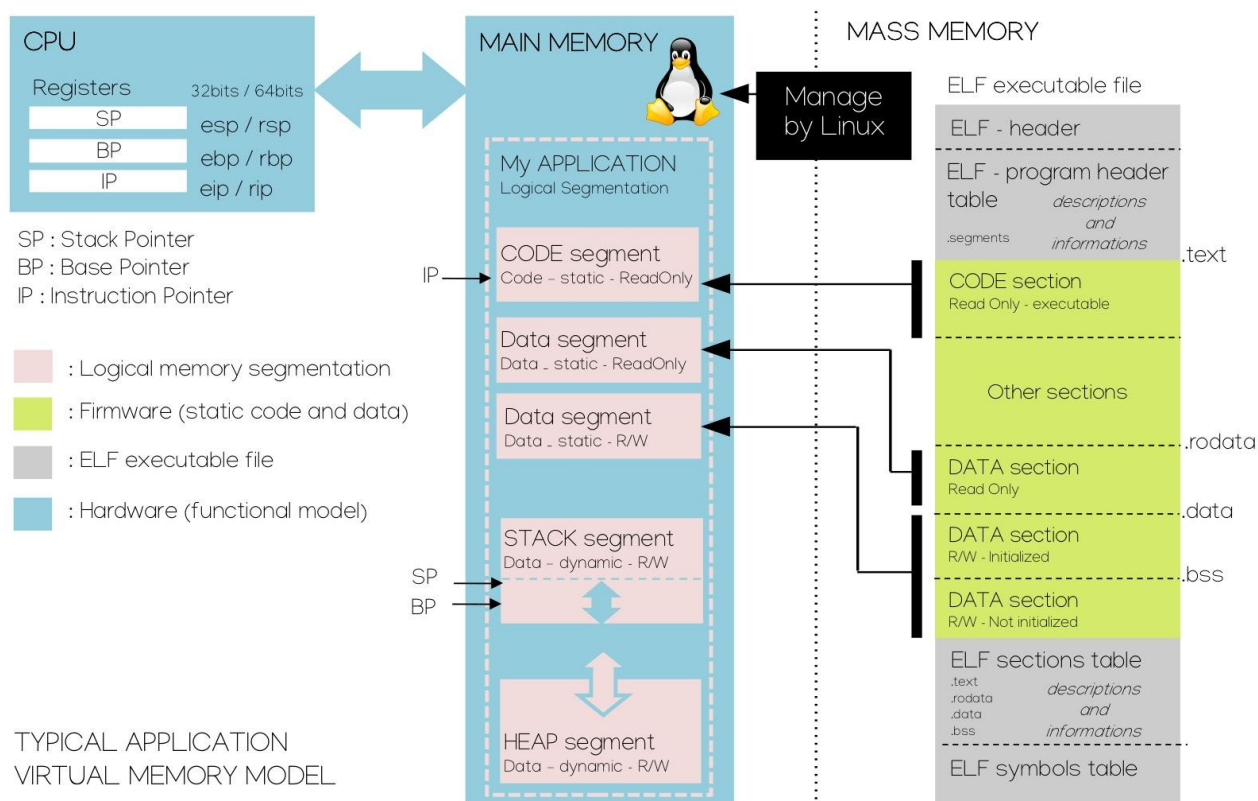 CPU
Registers 32bits / 64bits
SP esp / rsp
BP ebp / rbp
IP eip / rip
SP : Stack Pointer
BP : Base Pointer
IP : Instruction Pointer
: Logical memory segmentation
: Firmware (static code and data)
: ELF executable file
: Hardware (functional model)
TYPICAL APPLICATION
VIRTUAL MEMORY MODEL
MAIN MEMORY
My APPLICATION
Logical Segmentation
CODE segment
Code - static - ReadOnly
IP
Data segment
Data _ static - ReadOnly
Data segment
Data _ static - R/W
STACK segment
Data - dynamic - R/W
SP
BP
HEAP segment
Data - dynamic - R/W
Manage
by Linux
MASS MEMORY
ELF executable file
ELF - header
ELF - program header
table
descriptions
and
informations
.segments
.text
CODE section
Read Only - executable
Other sections
.rodata
DATA section
Read Only
.data
DATA section
R/W - Initialized
.bss
DATA section
R/W - Not initialized
ELF sections table
.text
.rodata
.data
.bss
descriptions
and
informations
ELF symbols table